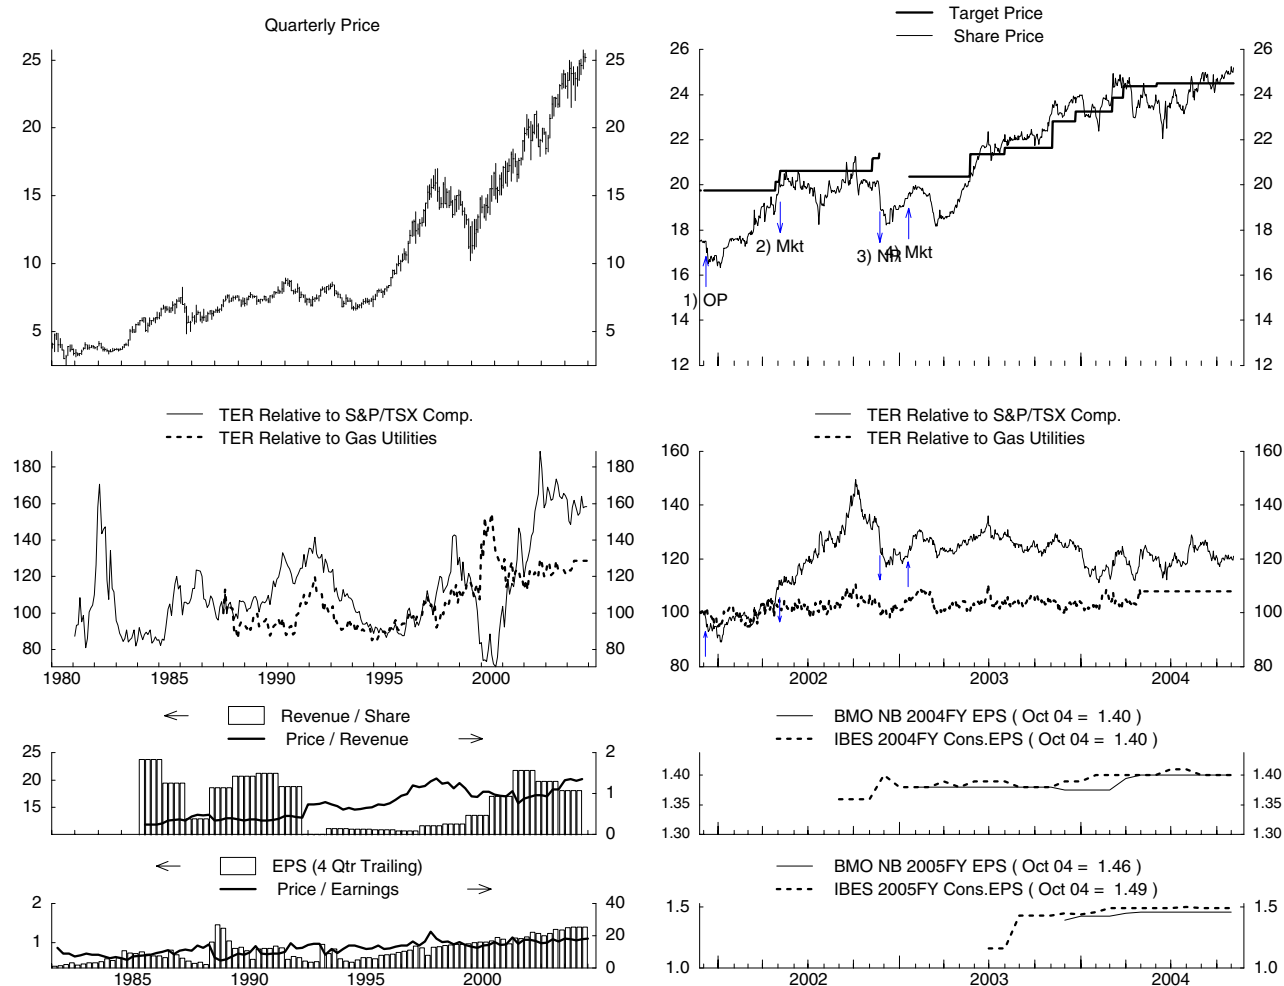 Quarterly Price
25 25
20 20
15 15
10 10
5 5
Target Price
Share Price
26 26
24 24
22 22
20 20
18 18
16 16
14 14
12 12
1) OP
2) Mkt
3) NR
4) Mkt
TER Relative to S&P/TSX Comp.
TER Relative to Gas Utilities
180 180
160 160
140 140
120 120
100 100
80 80
1980 1985 1990 1995 2000
TER Relative to S&P/TSX Comp.
TER Relative to Gas Utilities
160 160
140 140
120 120
100 100
80 80
2002 2003 2004
Revenue / Share
Price / Revenue
25 2
20
15 1
0
BMO NB 2004FY EPS ( Oct 04 = 1.40 )
IBES 2004FY Cons.EPS ( Oct 04 = 1.40 )
1.40 1.40
1.35 1.35
1.30 1.30
EPS (4 Qtr Trailing)
Price / Earnings
2 40
1 20
0
1985 1990 1995 2000
BMO NB 2005FY EPS ( Oct 04 = 1.46 )
IBES 2005FY Cons.EPS ( Oct 04 = 1.49 )
1.5 1.5
1.0 1.0
2002 2003 2004